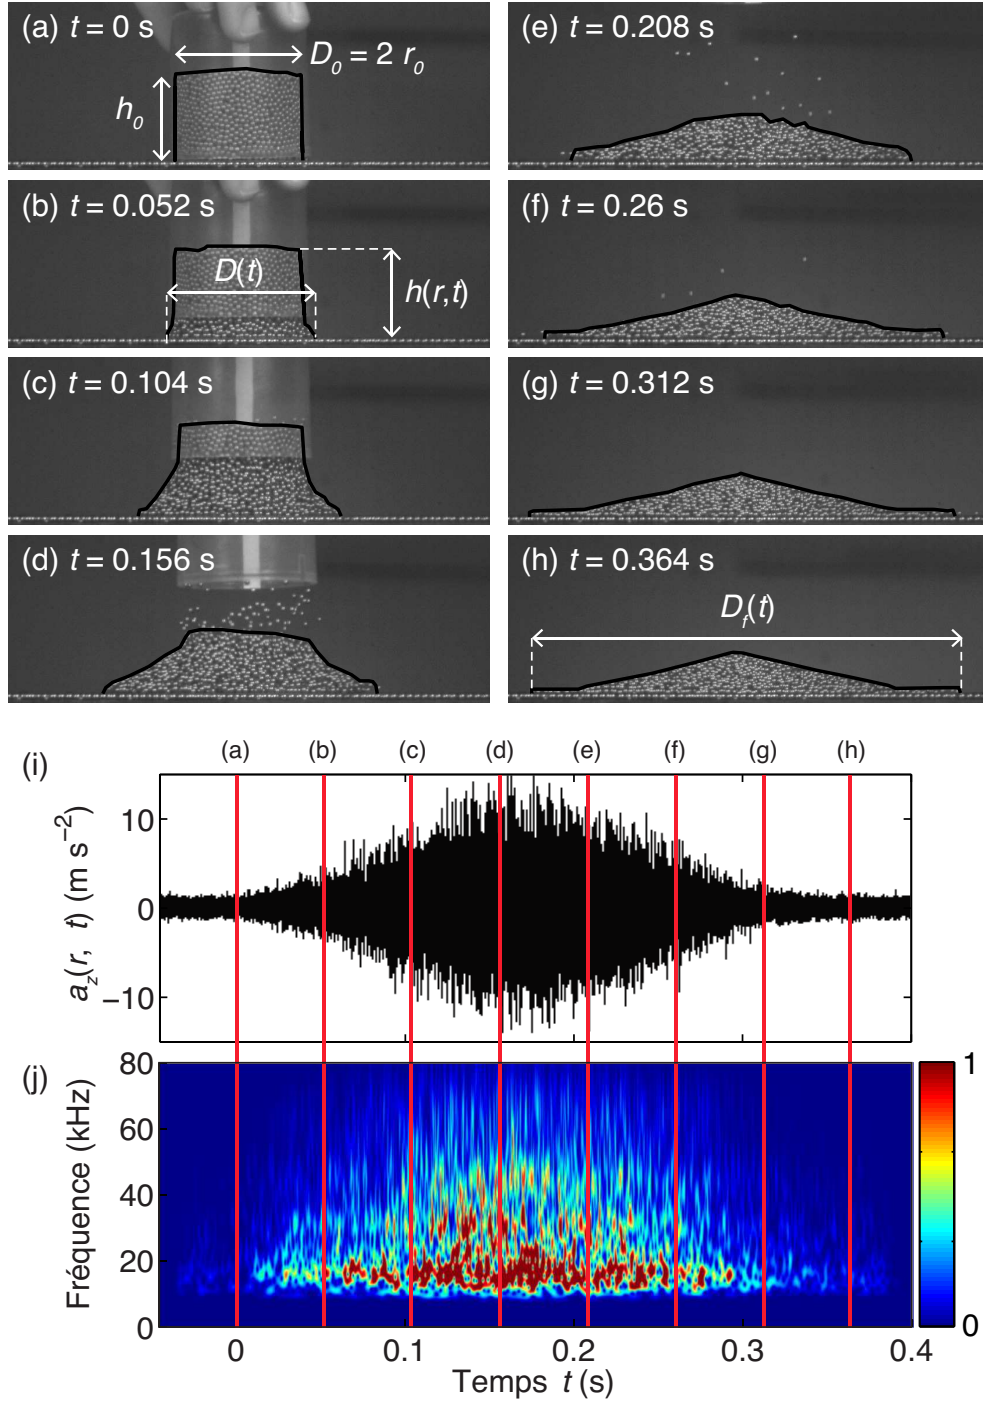 (a) t = 0 s
D₀ = 2 r₀
h₀
(b) t = 0.052 s
D(t)
h(r,t)
(c) t = 0.104 s
(d) t = 0.156 s
(e) t = 0.208 s
(f) t = 0.26 s
(g) t = 0.312 s
(h) t = 0.364 s
D_f(t)
(i)
(a) (b) (c) (d) (e) (f) (g) (h)
a_z(r, t) (m s⁻²)
10
0
−10
(j)
Fréquence (kHz)
80
60
40
20
0
1
0
0 0.1 0.2 0.3 0.4
Temps t (s)